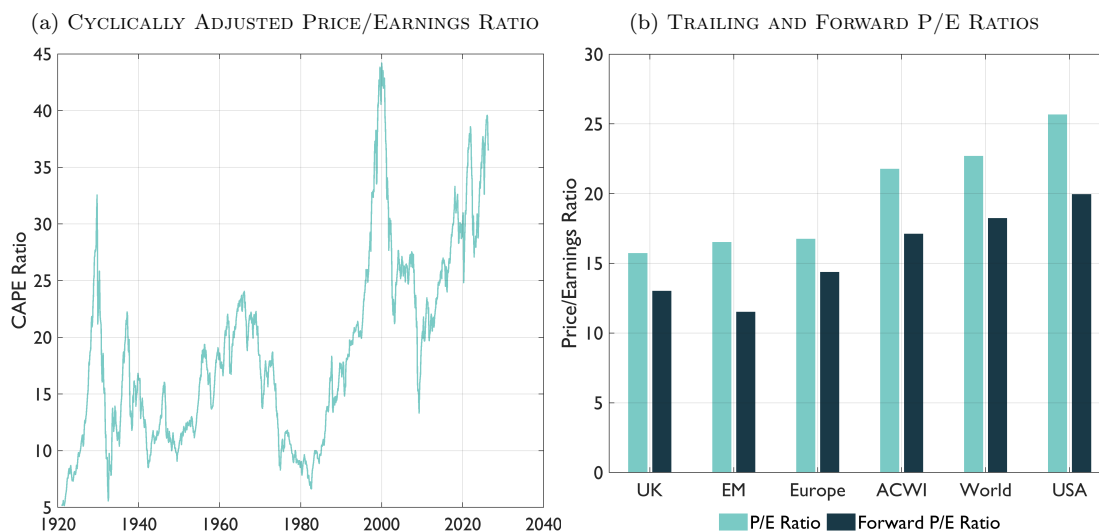 (a) Cyclically Adjusted Price/Earnings Ratio
CAPE Ratio
45
40
35
30
25
20
15
10
5
1920 1940 1960 1980 2000 2020 2040
(b) Trailing and Forward P/E Ratios
Price/Earnings Ratio
30
25
20
15
10
5
0
UK EM Europe ACWI World USA
P/E Ratio Forward P/E Ratio